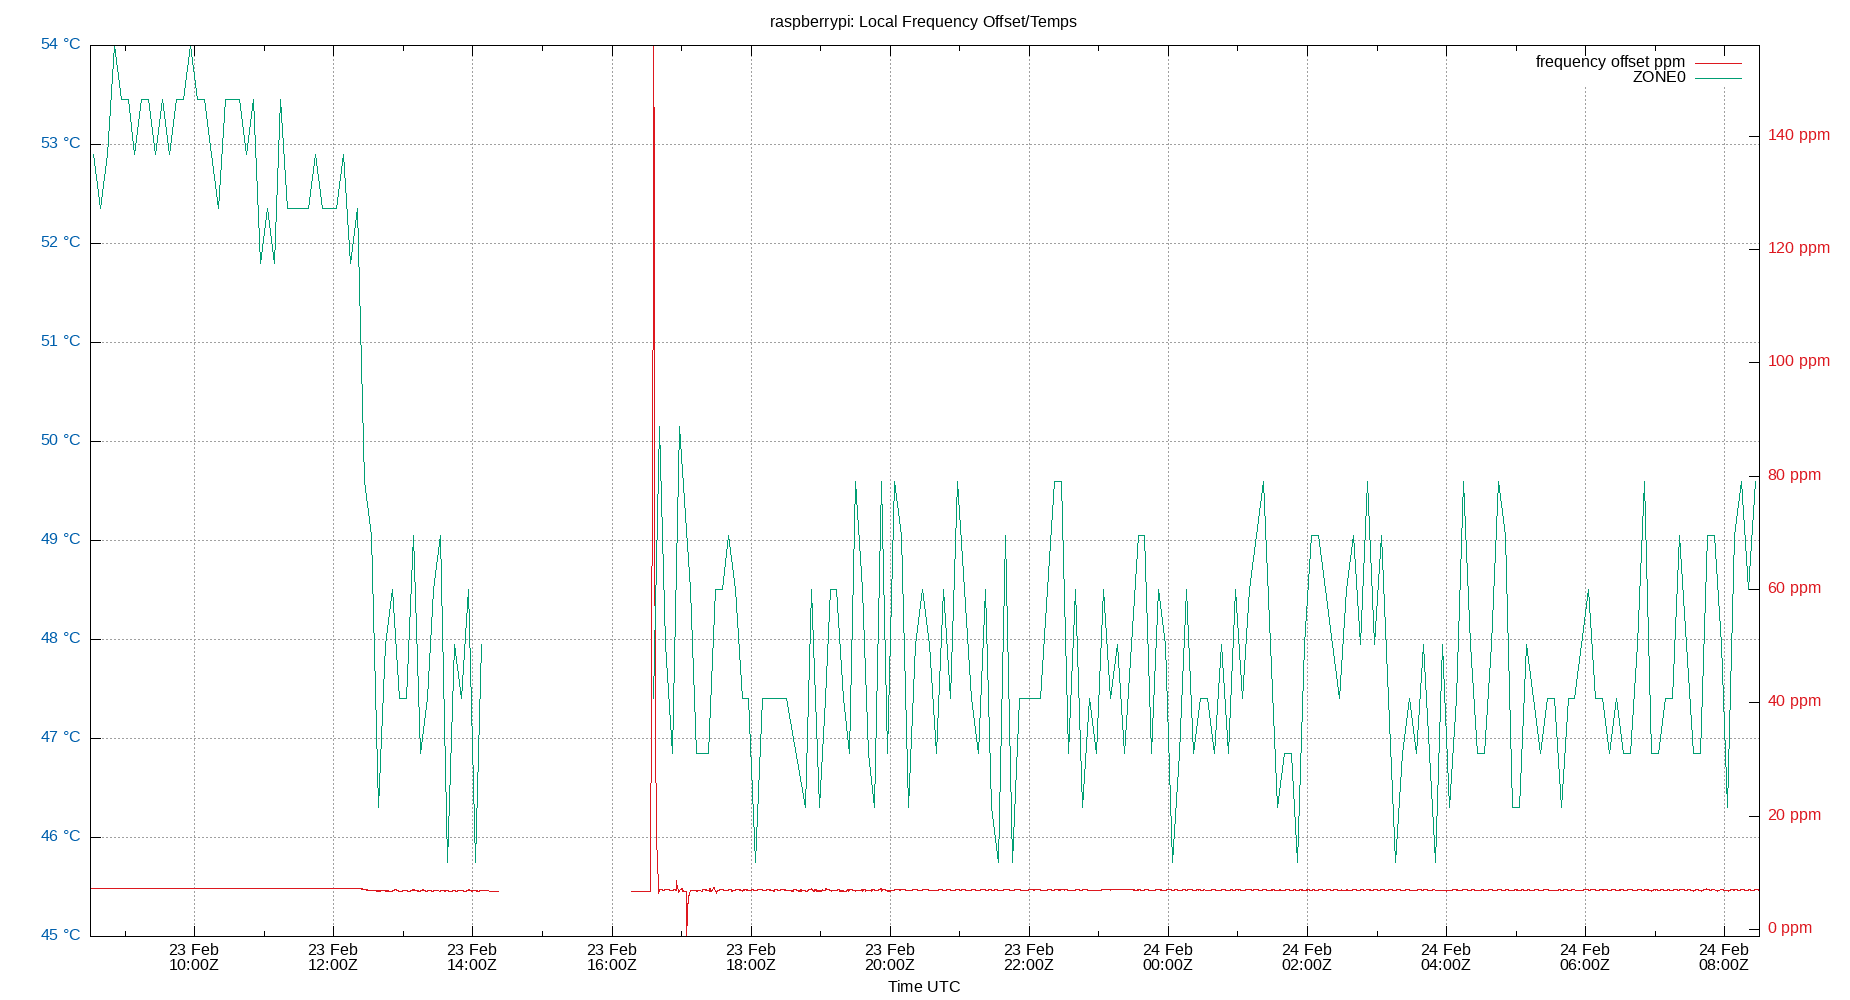 raspberrypi: Local Frequency Offset/Temps
frequency offset ppm
ZONE0
54 °C
53 °C
52 °C
51 °C
50 °C
49 °C
48 °C
47 °C
46 °C
45 °C
140 ppm
120 ppm
100 ppm
80 ppm
60 ppm
40 ppm
20 ppm
0 ppm
23 Feb
10:00Z
23 Feb
12:00Z
23 Feb
14:00Z
23 Feb
16:00Z
23 Feb
18:00Z
23 Feb
20:00Z
23 Feb
22:00Z
24 Feb
00:00Z
24 Feb
02:00Z
24 Feb
04:00Z
24 Feb
06:00Z
24 Feb
08:00Z
Time UTC